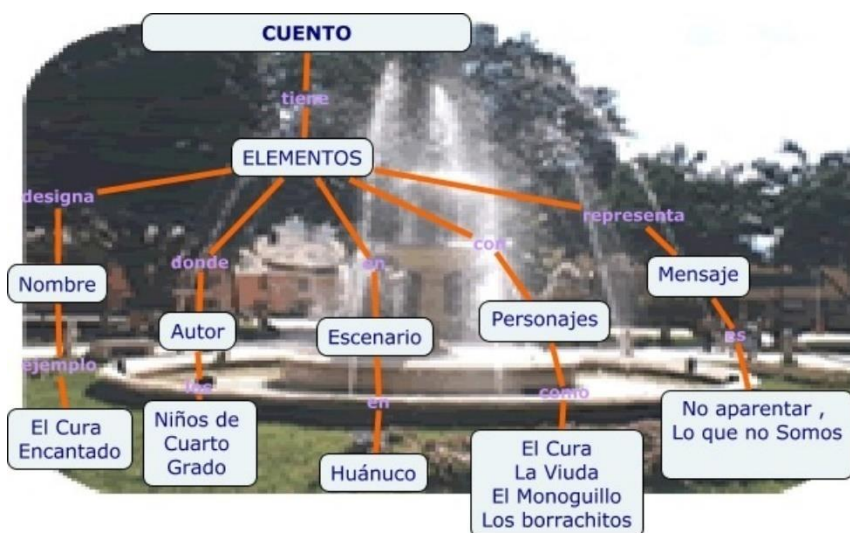 CUENTO
tiene
ELEMENTOS
designa
representa
donde
en
con
Nombre
Autor
Escenario
Personajes
Mensaje
ejemplo
los
en
como
es
El Cura
Encantado
Niños de
Cuarto
Grado
Huánuco
El Cura
La Viuda
El Monoguillo
Los borrachitos
No aparentar ,
Lo que no Somos